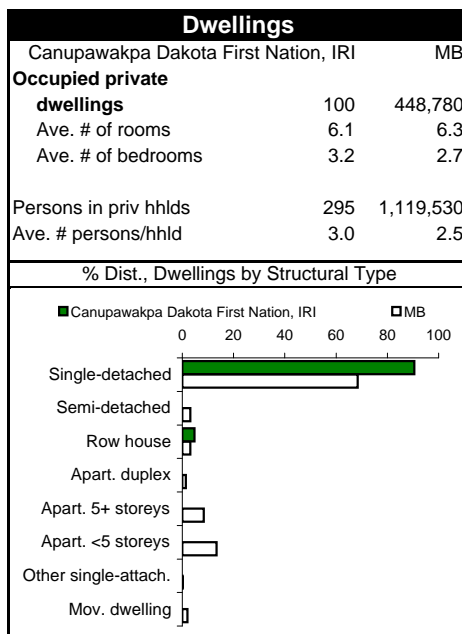 Dwellings
Canupawakpa Dakota First Nation, IRI MB
Occupied private
dwellings 100 448,780
Ave. # of rooms 6.1 6.3
Ave. # of bedrooms 3.2 2.7
Persons in priv hhlds 295 1,119,530
Ave. # persons/hhld 3.0 2.5
% Dist., Dwellings by Structural Type
Canupawakpa Dakota First Nation, IRI MB
0 20 40 60 80 100
Single-detached
Semi-detached
Row house
Apart. duplex
Apart. 5+ storeys
Apart. <5 storeys
Other single-attach.
Mov. dwelling